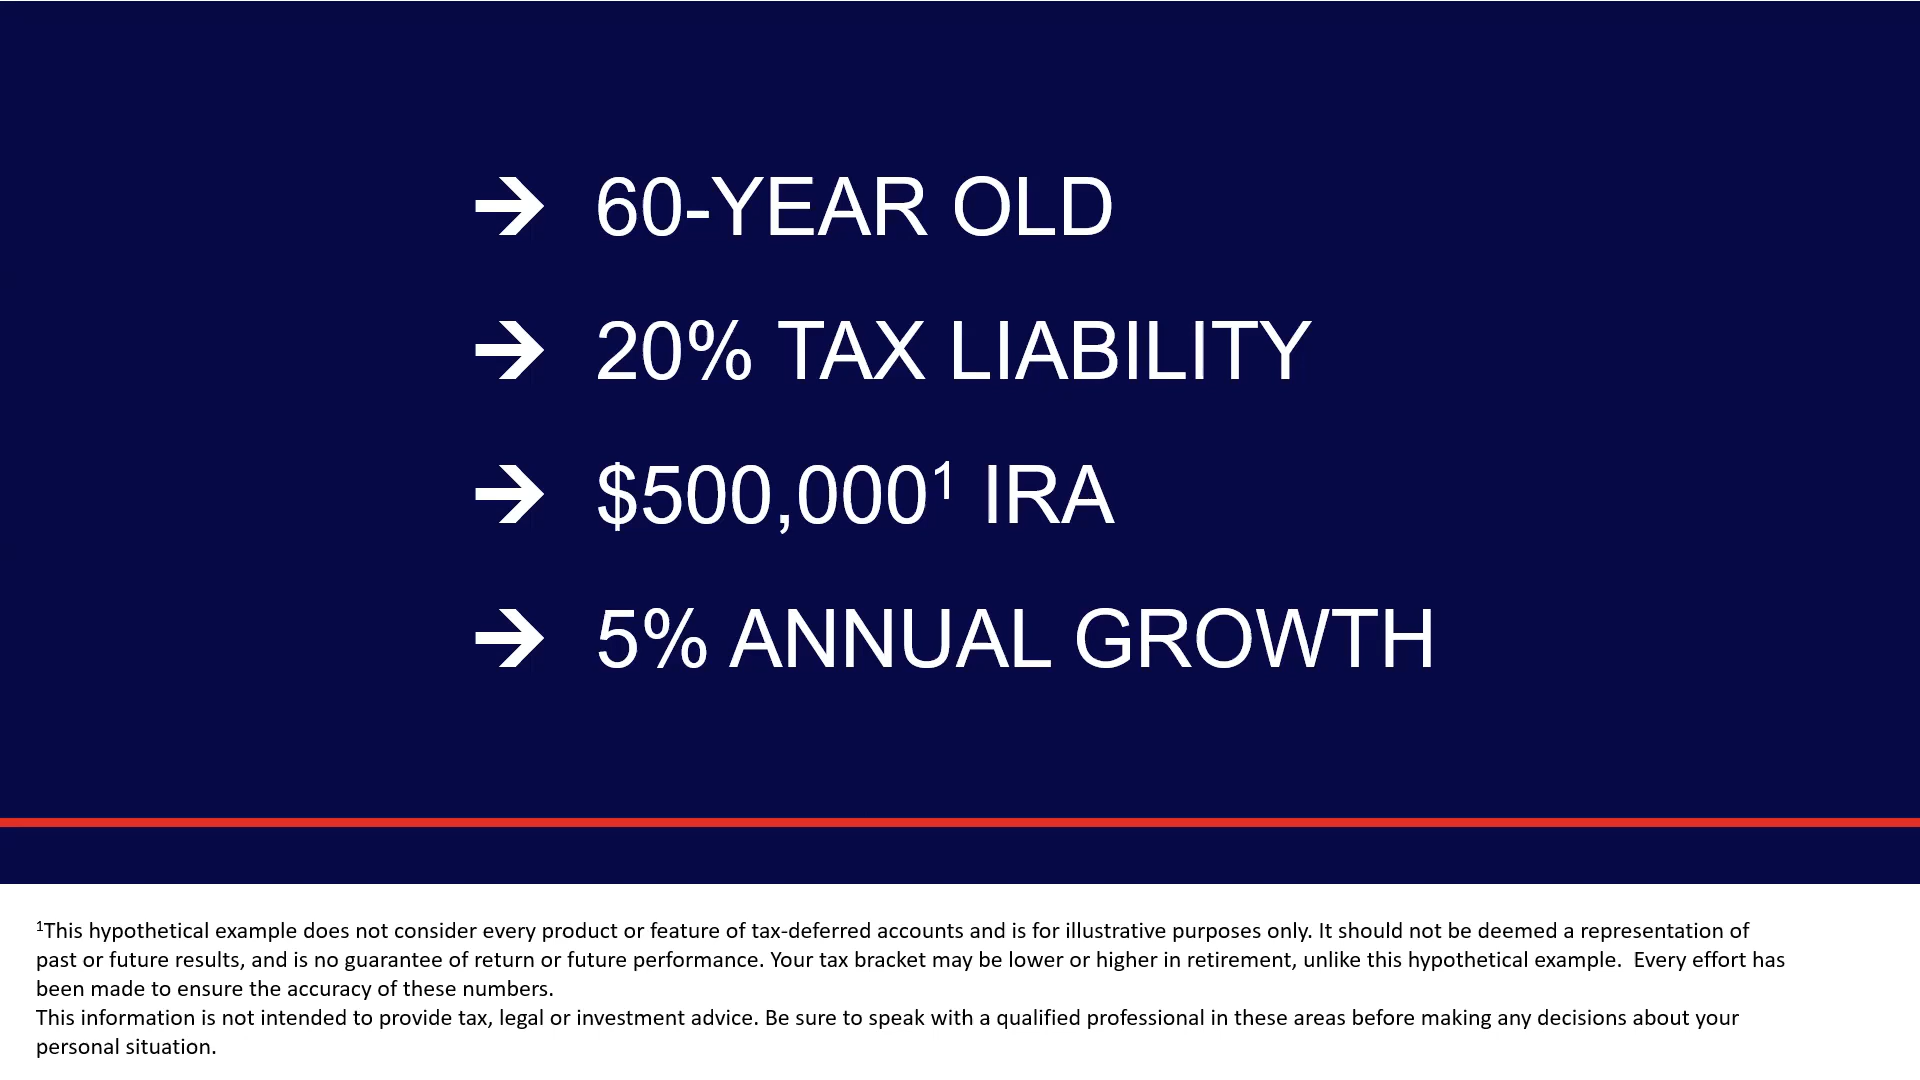 ➔ 60-YEAR OLD
➔ 20% TAX LIABILITY
➔ $500,000¹ IRA
➔ 5% ANNUAL GROWTH
¹This hypothetical example does not consider every product or feature of tax-deferred accounts and is for illustrative purposes only. It should not be deemed a representation of
past or future results, and is no guarantee of return or future performance. Your tax bracket may be lower or higher in retirement, unlike this hypothetical example.  Every effort has
been made to ensure the accuracy of these numbers.
This information is not intended to provide tax, legal or investment advice. Be sure to speak with a qualified professional in these areas before making any decisions about your
personal situation.